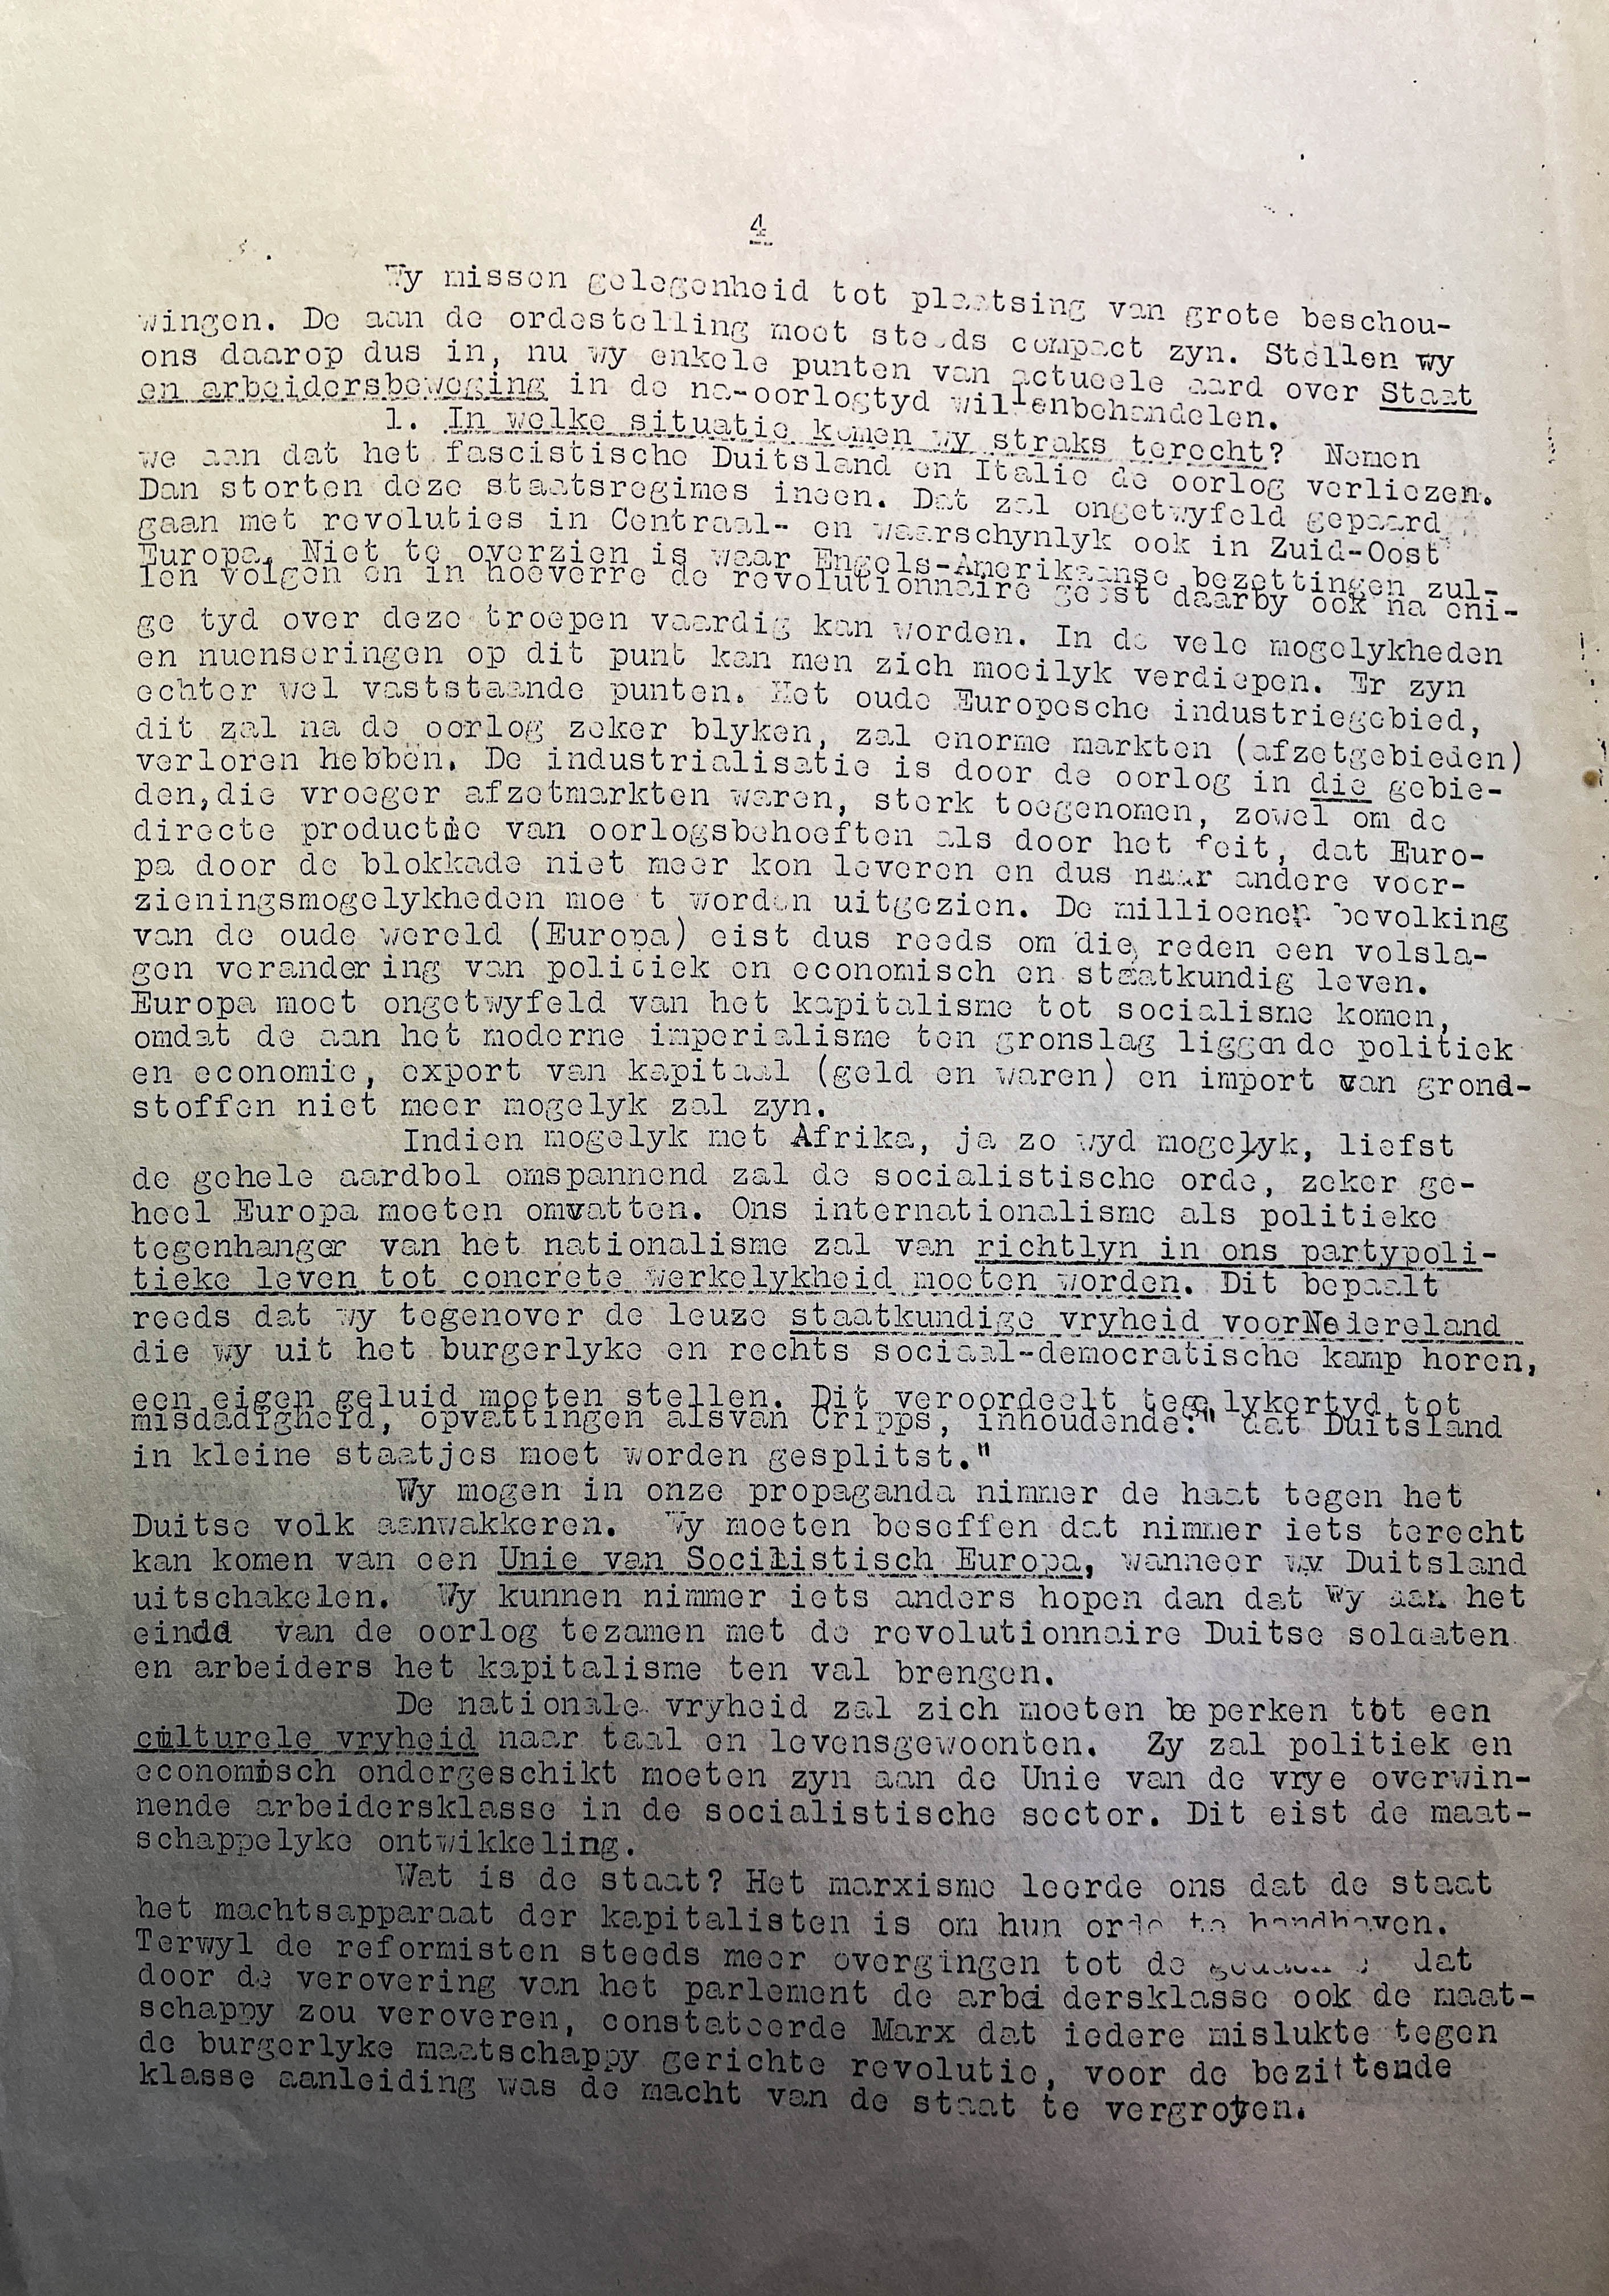 4
Wy missen gelegenheid tot plaatsing van grote beschou-
wingen. De aan de ordestelling moet steeds compact zyn. Stellen wy
ons daarop dus in, nu wy enkele punten van actueele aard over Staat
en arbeidersbeweging in de na-oorlogtyd willenbehandelen.
1. In welke situatie komen wy straks terecht? Nemen
we aan dat het fascistische Duitsland en Italie de oorlog verliezen.
Dan storten deze staatsregimes ineen. Dat zal ongetwyfeld gepaard
gaan met revoluties in Centraal- en waarschynlyk ook in Zuid-Oost
Europa. Niet te overzien is waar Engels-Amerikaanse bezettingen zul-
len volgen en in hoeverre de revolutionnaire geest daarby ook na eni-
ge tyd over deze troepen vaardig kan worden. In de vele mogelykheden
en nuenseringen op dit punt kan men zich moeilyk verdiepen. Er zyn
echter wel vaststaande punten. Het oude Europesche industriegebied,
dit zal na de oorlog zeker blyken, zal enorme markten (afzetgebieden)
verloren hebben. De industrialisatie is door de oorlog in die gebie-
den,die vroeger afzetmarkten waren, sterk toegenomen, zowel om de
directe productie van oorlogsbehoeften als door het feit, dat Euro-
pa door de blokkade niet meer kon leveren en dus naar andere voor-
zieningsmogelykheden moe t worden uitgezien. De millioenen bevolking
van de oude wereld (Europa) eist dus reeds om die reden een volsla-
gen verandering van politiek en economisch en staatkundig leven.
Europa moet ongetwyfeld van het kapitalisme tot socialisme komen,
omdat de aan het moderne imperialisme ten gronslag liggende politiek
en economie, export van kapitaal (geld en waren) en import van grond-
stoffen niet meer mogelyk zal zyn.
Indien mogelyk met Afrika, ja zo wyd mogelyk, liefst
de gehele aardbol omspannend zal de socialistische orde, zeker ge-
heel Europa moeten omvatten. Ons internationalisme als politieke
tegenhanger van het nationalisme zal van richtlyn in ons partypoli-
tieke leven tot concrete werkelykheid moeten worden. Dit bepaalt
reeds dat wy tegenover de leuze staatkundige vryheid voorNedereland
die wy uit het burgerlyke en rechts sociaal-democratische kamp horen,
een eigen geluid moeten stellen. Dit veroordeelt tege lykertyd tot
misdadigheid, opvattingen alsvan Cripps, inhoudende:" dat Duitsland
in kleine staatjes moet worden gesplitst."
Wy mogen in onze propaganda nimmer de haat tegen het
Duitse volk aanwakkeren. Wy moeten beseffen dat nimmer iets terecht
kan komen van een Unie van Socilistisch Europa, wanneer wy Duitsland
uitschakelen. Wy kunnen nimmer iets anders hopen dan dat Wy aan het
einde van de oorlog tezamen met de revolutionnaire Duitse soldaten
en arbeiders het kapitalisme ten val brengen.
De nationale vryheid zal zich moeten beperken tot een
culturele vryheid naar taal en levensgewoonten. Zy zal politiek en
economisch ondergeschikt moeten zyn aan de Unie van de vrye overwin-
nende arbeidersklasse in de socialistische sector. Dit eist de maat-
schappelyke ontwikkeling.
Wat is de staat? Het marxisme leerde ons dat de staat
het machtsapparaat der kapitalisten is om hun orde te handhaven.
Terwyl de reformisten steeds meer overgingen tot de dat
door de verovering van het parlement de arbei dersklasse ook de maat-
schappy zou veroveren, constateerde Marx dat iedere mislukte tegen
de burgerlyke maatschappy gerichte revolutie, voor de bezittende
klasse aanleiding was de macht van de staat te vergroten.